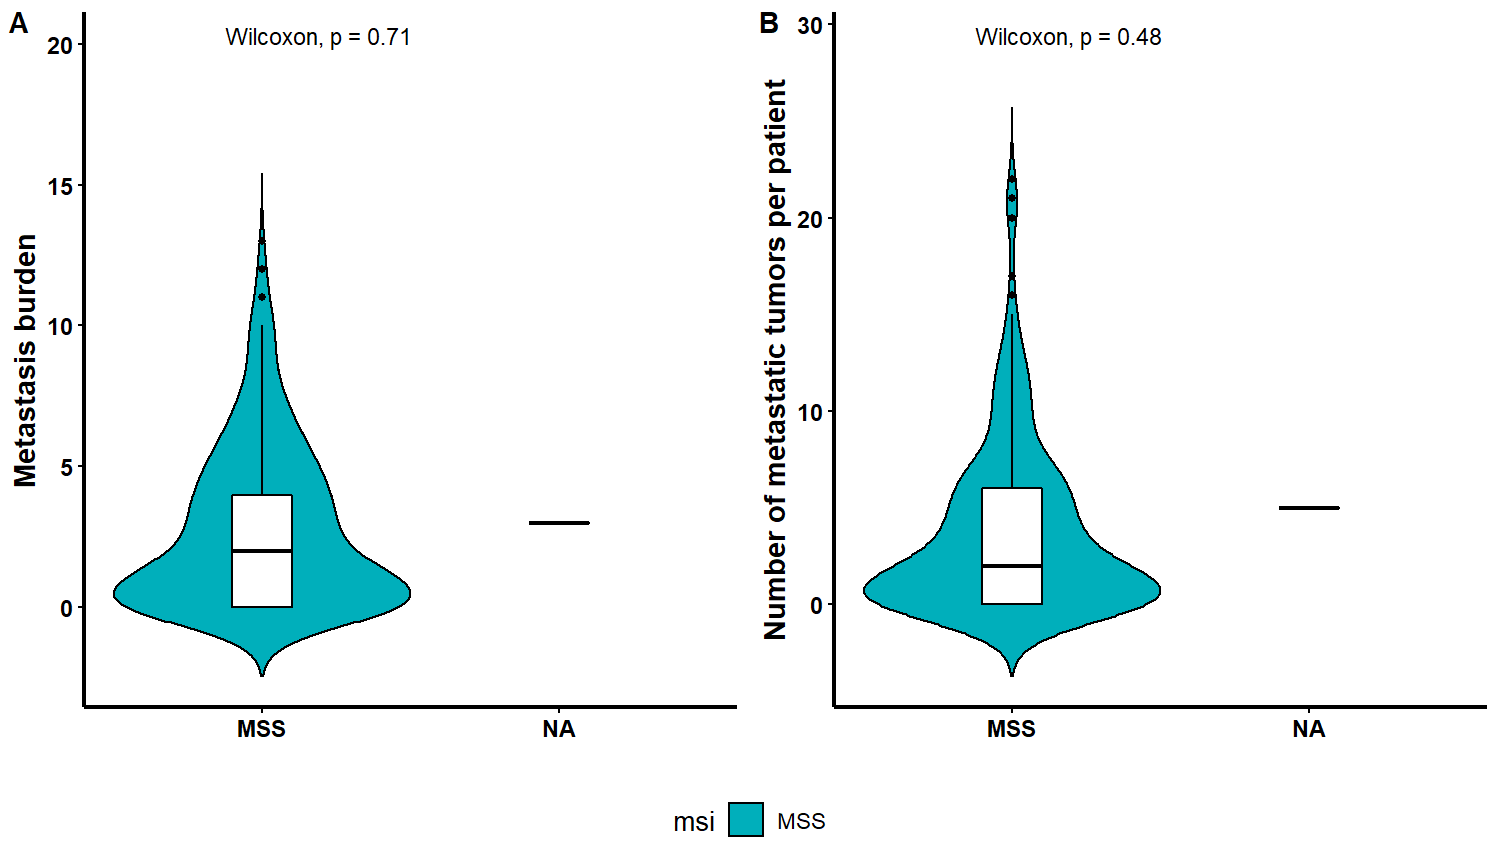 A
Wilcoxon, p = 0.71
20
15
10
5
0
Metastasis burden
MSS
NA
B
Wilcoxon, p = 0.48
30
20
10
0
Number of metastatic tumors per patient
MSS
NA
msi
MSS